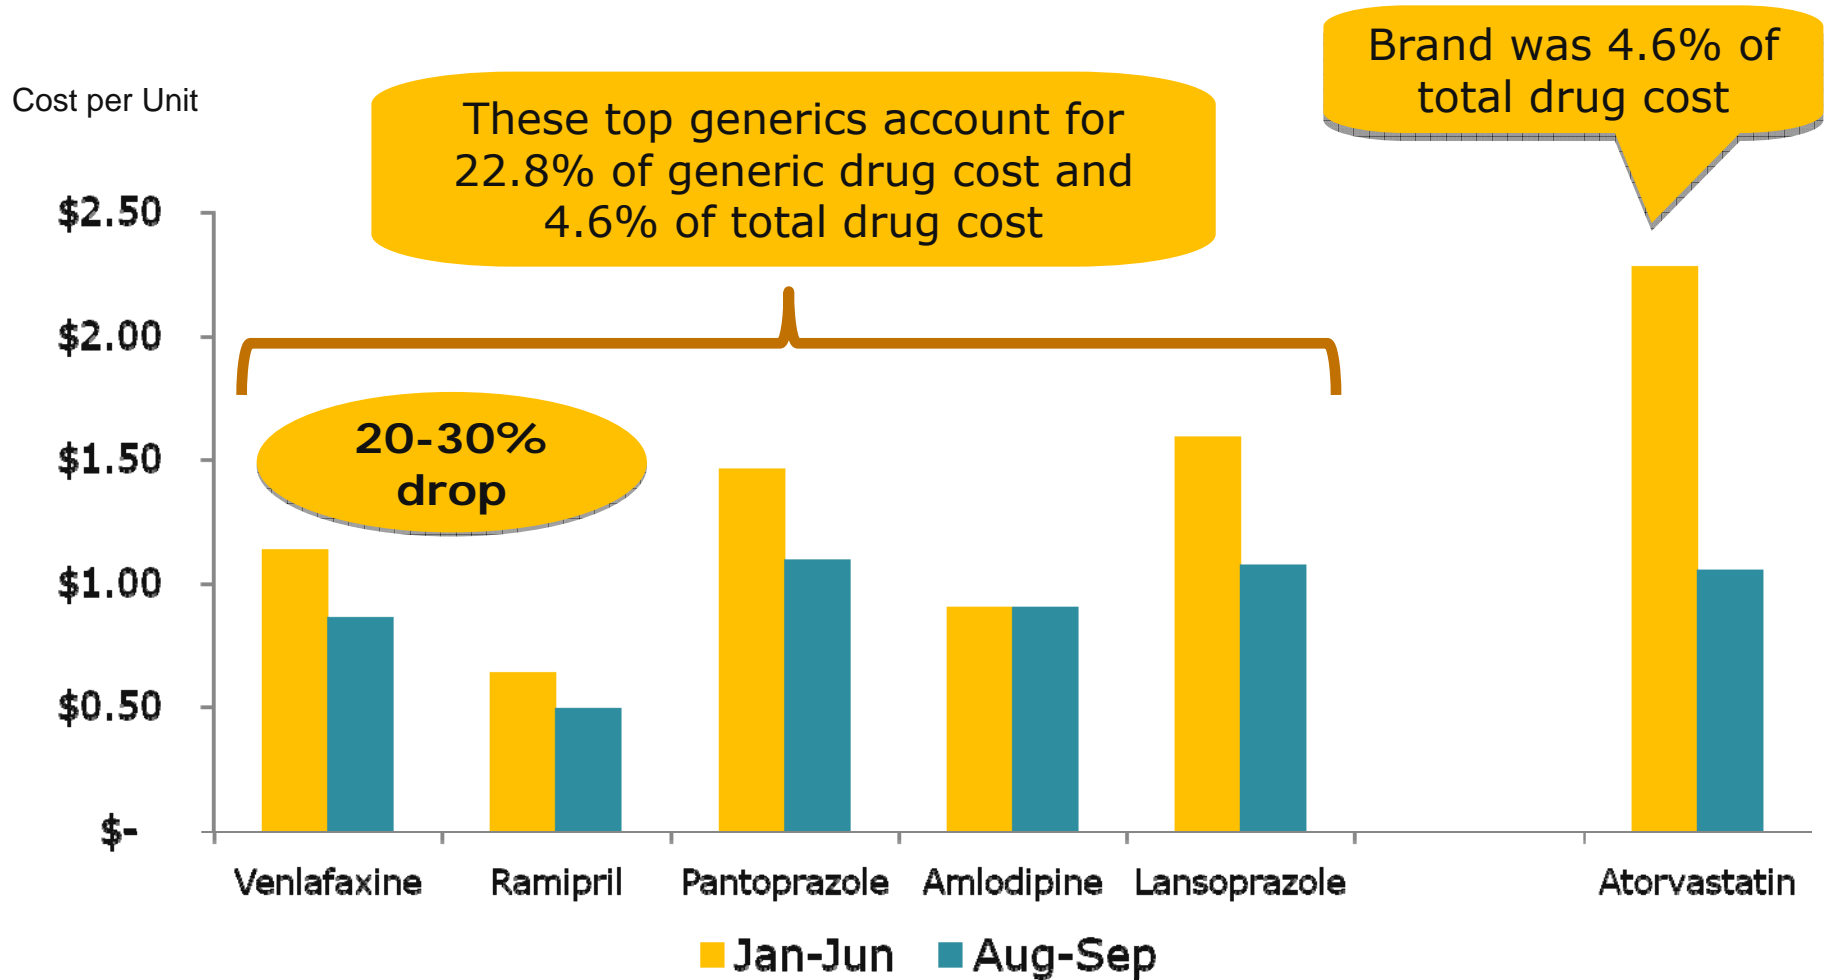 Brand was 4.6% of
total drug cost
Cost per Unit
These top generics account for
22.8% of generic drug cost and
4.6% of total drug cost
$2.50
$2.00
20-30%
drop
$1.50
$1.00
$0.50
$-
Venlafaxine
Ramipril
Pantoprazole
Amlodipine
Lansoprazole
Atorvastatin
Jan-Jun
Aug-Sep